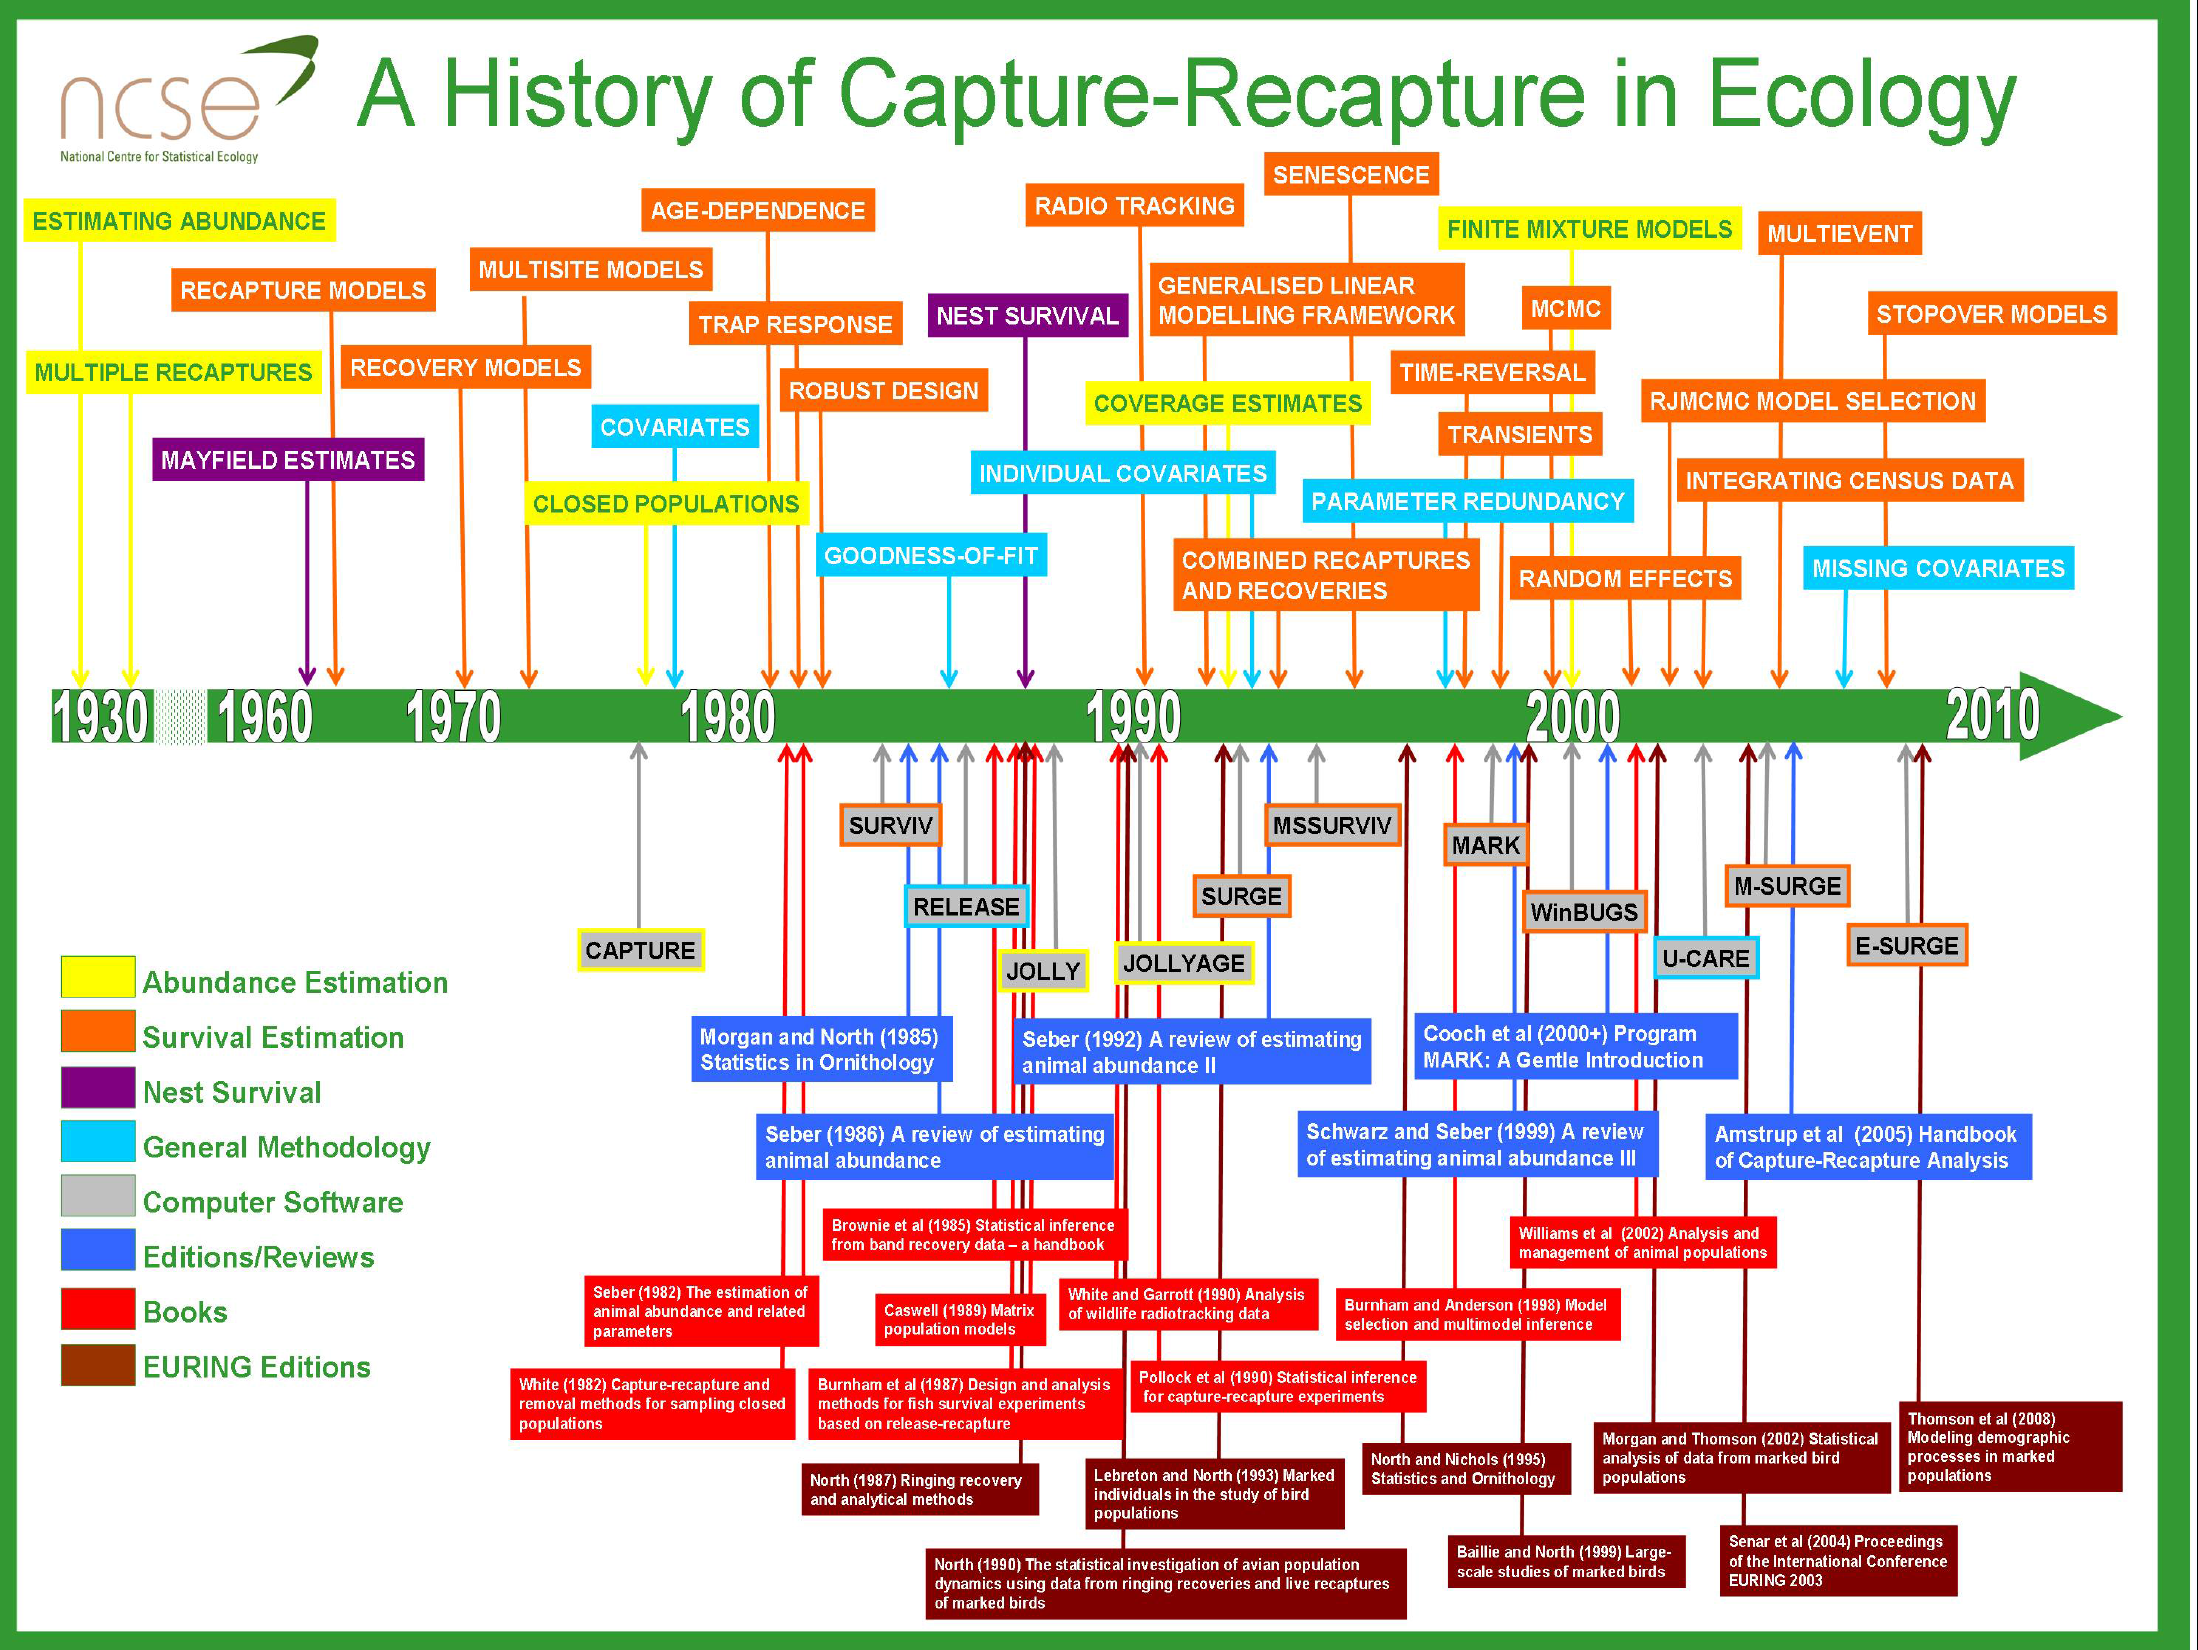 ncse
National Centre for Statistical Ecology
A History of Capture-Recapture in Ecology
ESTIMATING ABUNDANCE
RECAPTURE MODELS
MULTIPLE RECAPTURES
MAYFIELD ESTIMATES
AGE-DEPENDENCE
MULTISITE MODELS
TRAP RESPONSE
RECOVERY MODELS
ROBUST DESIGN
COVARIATES
CLOSED POPULATIONS
GOODNESS-OF-FIT
SENESCENCE
RADIO TRACKING
GENERALISED LINEAR
MODELLING FRAMEWORK
NEST SURVIVAL
COVERAGE ESTIMATES
INDIVIDUAL COVARIATES
COMBINED RECAPTURES
AND RECOVERIES
FINITE MIXTURE MODELS
MULTIEVENT
MCMC
STOPOVER MODELS
TIME-REVERSAL
RJMCMC MODEL SELECTION
TRANSIENTS
INTEGRATING CENSUS DATA
PARAMETER REDUNDANCY
RANDOM EFFECTS
MISSING COVARIATES
1930 1960 1970 1980 1990 2000 2010
SURVIV
MSSURVIV
MARK
RELEASE
SURGE
M-SURGE
WinBUGS
CAPTURE
JOLLY
JOLLYAGE
U-CARE
E-SURGE
Abundance Estimation
Survival Estimation
Nest Survival
General Methodology
Computer Software
Editions/Reviews
Books
EURING Editions
Morgan and North (1985)
Statistics in Ornithology
Seber (1992) A review of estimating
animal abundance II
Cooch et al (2000+) Program
MARK: A Gentle Introduction
Seber (1986) A review of estimating
animal abundance
Schwarz and Seber (1999) A review
of estimating animal abundance III
Amstrup et al (2005) Handbook
of Capture-Recapture Analysis
Brownie et al (1985) Statistical inference
from band recovery data – a handbook
Williams et al (2002) Analysis and
management of animal populations
Seber (1982) The estimation of
animal abundance and related
parameters
Caswell (1989) Matrix
population models
White and Garrott (1990) Analysis
of wildlife radiotracking data
Burnham and Anderson (1998) Model
selection and multimodel inference
White (1982) Capture-recapture and
removal methods for sampling closed
populations
Burnham et al (1987) Design and analysis
methods for fish survival experiments
based on release-recapture
Pollock et al (1990) Statistical inference
for capture-recapture experiments
North (1987) Ringing recovery
and analytical methods
Lebreton and North (1993) Marked
individuals in the study of bird
populations
North and Nichols (1995)
Statistics and Ornithology
Morgan and Thomson (2002) Statistical
analysis of data from marked bird
populations
Thomson et al (2008)
Modeling demographic
processes in marked
populations
North (1990) The statistical investigation of avian population
dynamics using data from ringing recoveries and live recaptures
of marked birds
Baillie and North (1999) Large-
scale studies of marked birds
Senar et al (2004) Proceedings
of the International Conference
EURING 2003